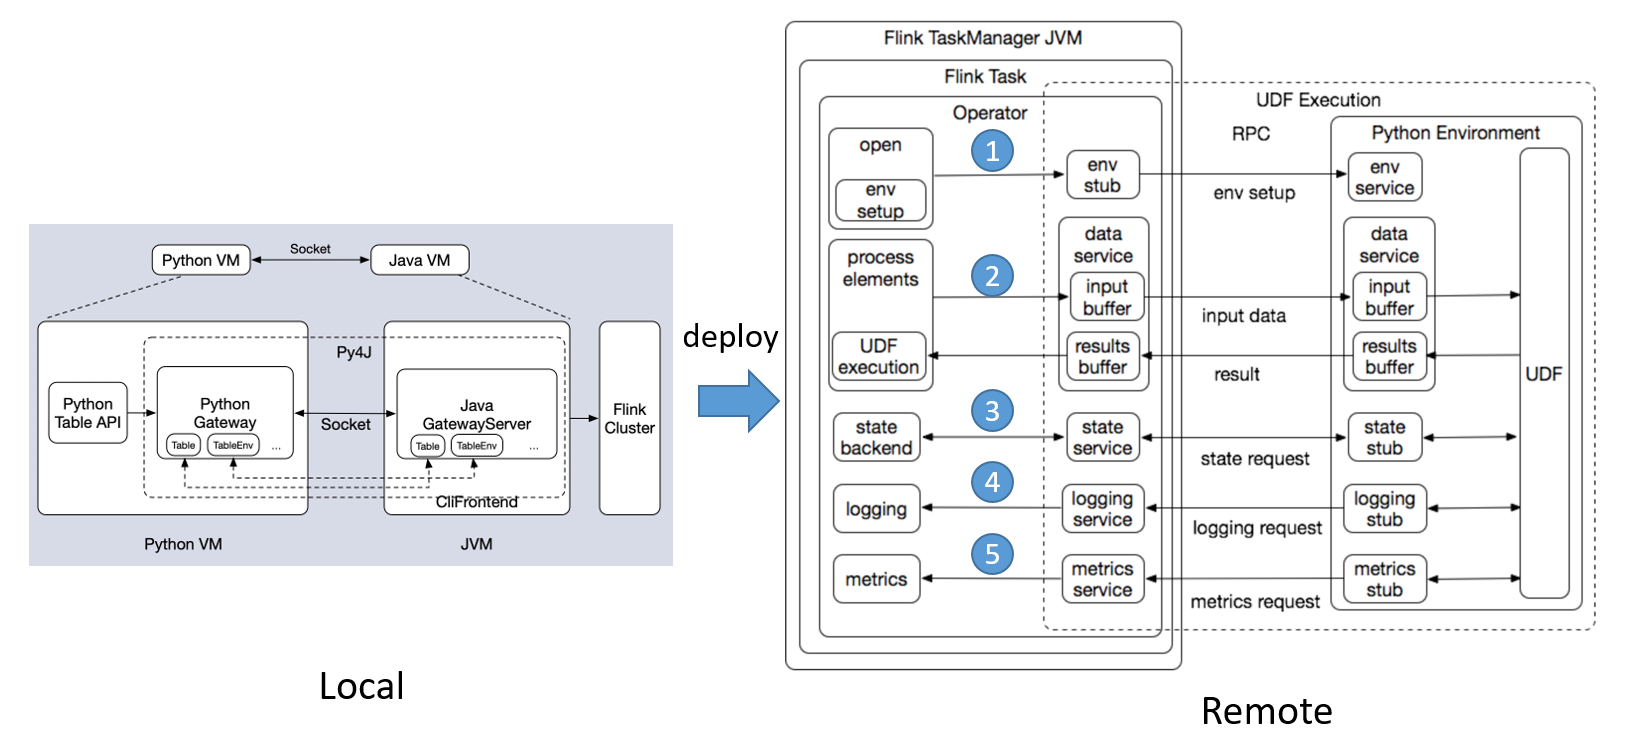 Python VM
Socket
Java VM
Py4J
Python
Table API
Python
Gateway
Table
TableEnv
...
Socket
Java
GatewayServer
Table
TableEnv
...
CliFrontend
Flink
Cluster
Python VM
JVM
Local
deploy
Flink TaskManager JVM
Flink Task
Operator
UDF Execution
RPC
Python Environment
open
env
setup
1
env
stub
env setup
env
service
process
elements
2
data
service
input
buffer
input data
data
service
input
buffer
UDF
execution
results
buffer
result
results
buffer
UDF
state
backend
3
state
service
state request
state
stub
logging
4
logging
service
logging request
logging
stub
metrics
5
metrics
service
metrics request
metrics
stub
Remote